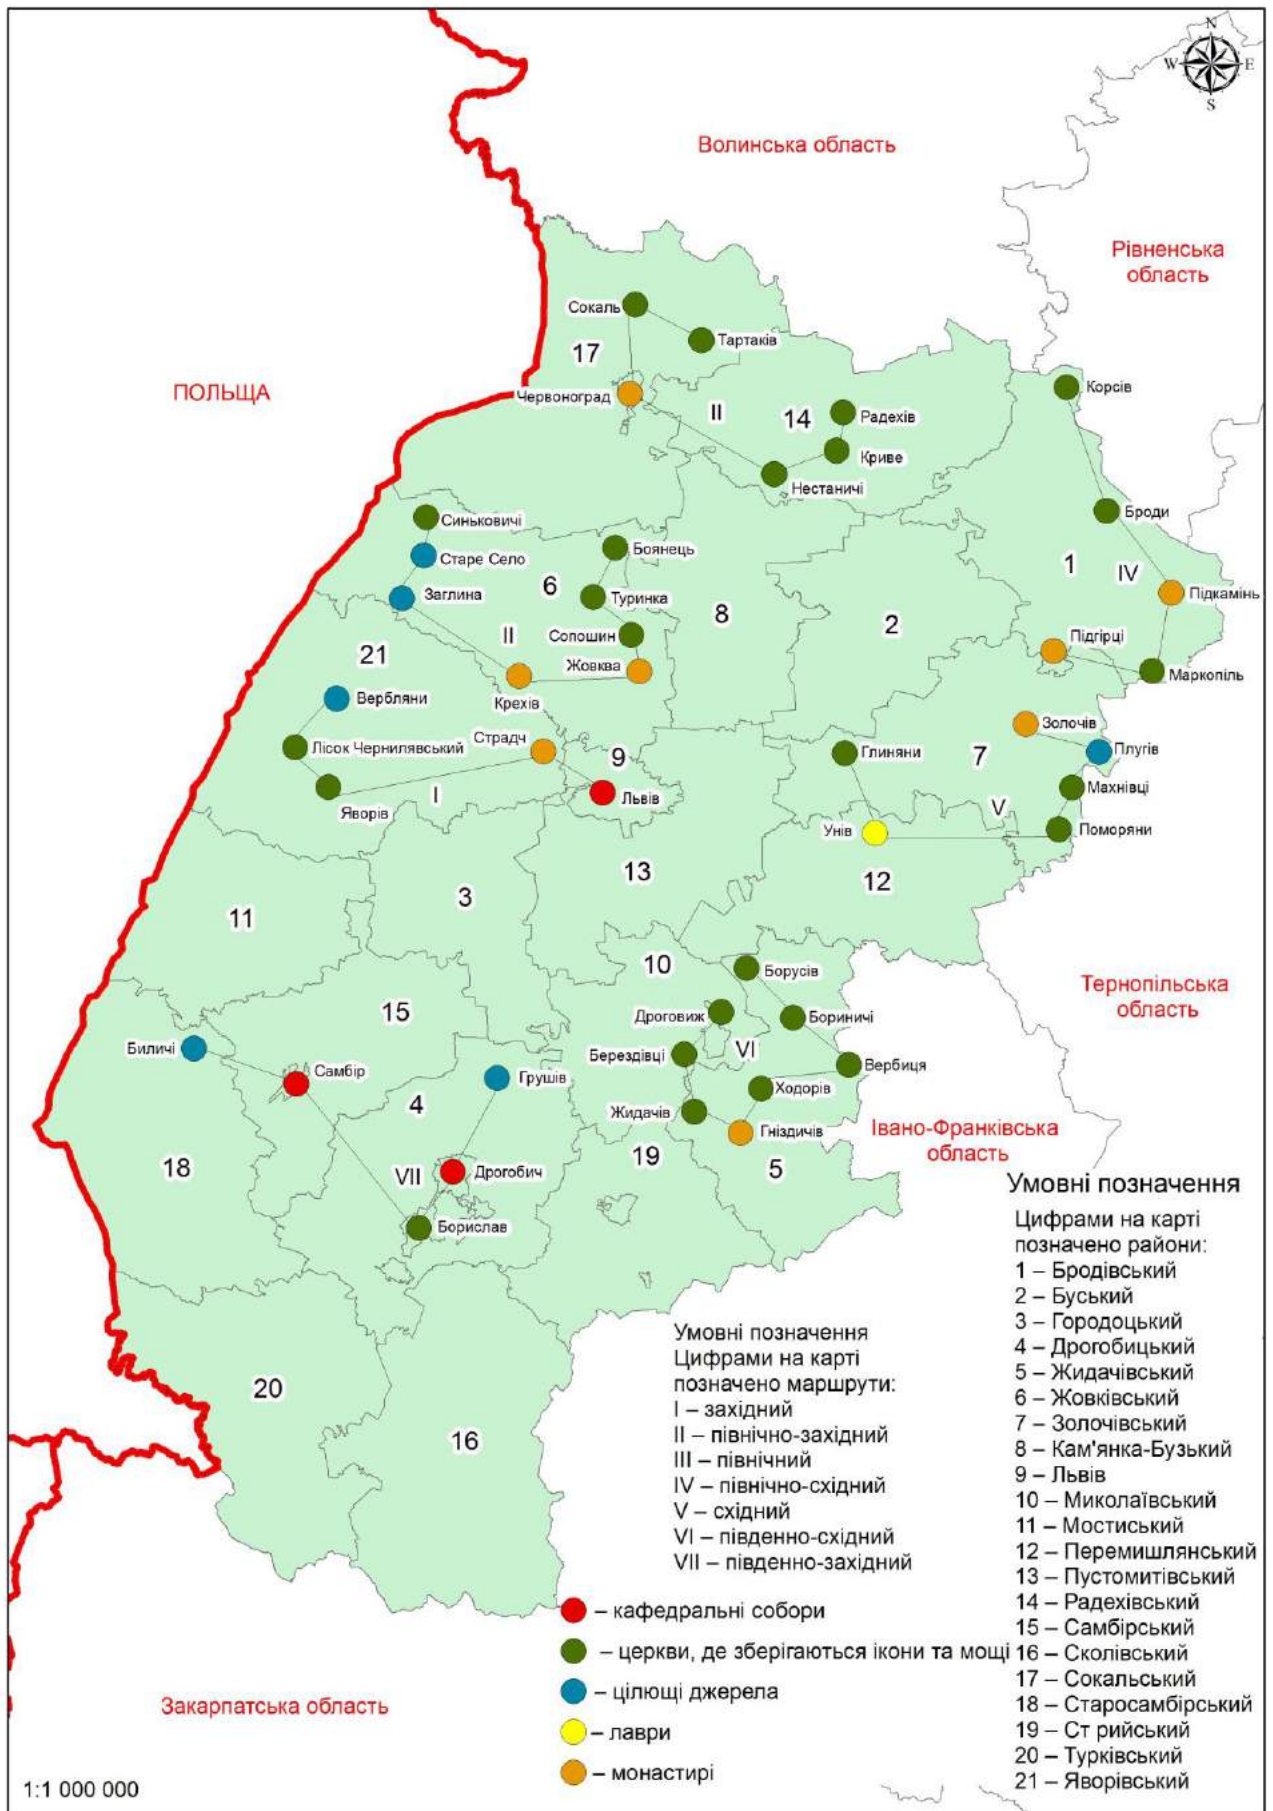 N
W
E
S
Волинська область
Рівненська
область
ПОЛЬЩА
Сокаль
Тартаків
17
Червоноград
II
14
Радехів
Криве
Нестаничі
Корсів
Броди
1
IV
Підкамінь
Підгірці
Маркопіль
Синьковичі
Старе Село
Заглина
6
Боянець
Туринка
Сопошин
Жовква
II
Крехів
8
2
21
Вербляни
Лісок Чернилявський
Яворів
I
Страдч
9
Львів
Глиняни
7
Золочів
Плугів
Махнівці
V
Поморяни
Унів
12
13
3
11
10
Борусів
Дроговиж
Бориничі
Берездівці
VI
Вербиця
Ходорів
Жидачів
Гніздичів
5
19
15
Биличі
Самбір
Грушів
4
18
VII
Дрогобич
Борислав
20
16
Тернопільська
область
Івано-Франківська
область
Закарпатська область
Умовні позначення
Цифрами на карті
позначено райони:
1 – Бродівський
2 – Буський
3 – Городоцький
4 – Дрогобицький
5 – Жидачівський
6 – Жовківський
7 – Золочівський
8 – Кам'янка-Бузький
9 – Львів
10 – Миколаївський
11 – Мостиський
12 – Перемишлянський
13 – Пустомитівський
14 – Радехівський
15 – Самбірський
16 – Сколівський
17 – Сокальський
18 – Старосамбірський
19 – Ст рийський
20 – Турківський
21 – Яворівський
Умовні позначення
Цифрами на карті
позначено маршрути:
I – західний
II – північно-західний
III – північний
IV – північно-східний
V – східний
VI – південно-східний
VII – південно-західний
– кафедральні собори
– церкви, де зберігаються ікони та мощі
– цілющі джерела
– лаври
– монастирі
1:1 000 000